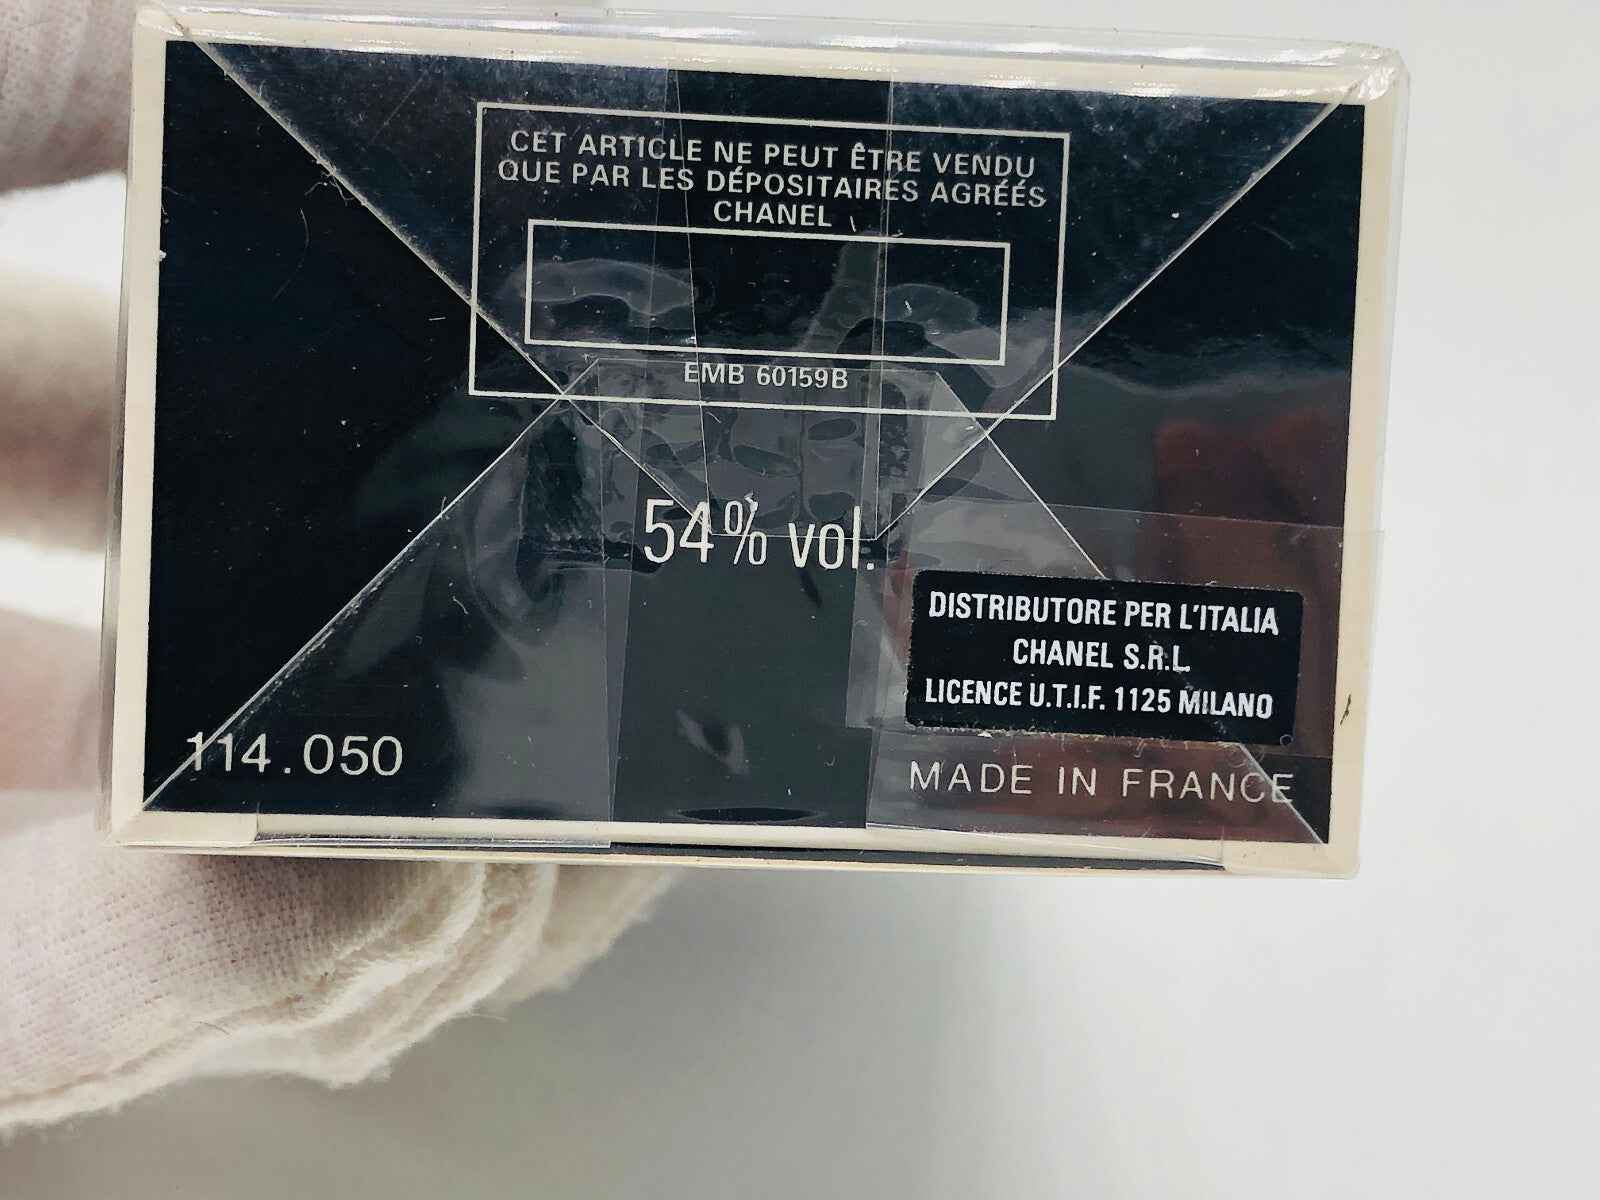 CET ARTICLE NE PEUT ÊTRE VENDU
QUE PAR LES DÉPOSITAIRES AGRÉÉS
CHANEL
EMB 60159B
54% vol.
DISTRIBUTORE PER L'ITALIA
CHANEL S.R.L.
LICENCE U.T.I.F. 1125 MILANO
114.050
MADE IN FRANCE